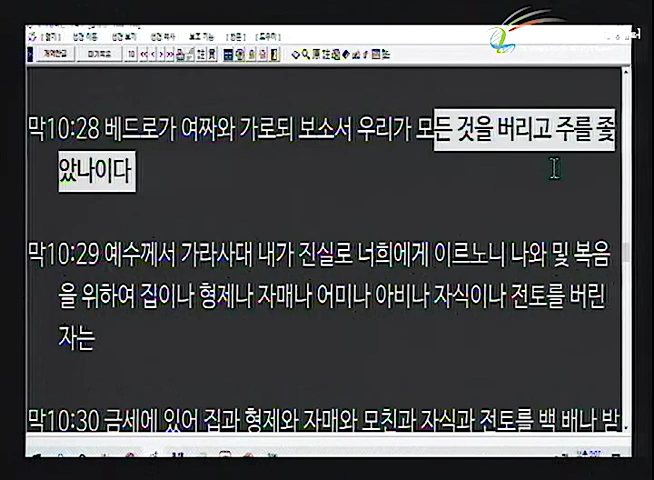 막10:28 베드로가 여짜와 가로되 보소서 우리가 모든 것을 버리고 주를 좇
았나이다
막10:29 예수께서 가라사대 내가 진실로 너희에게 이르노니 나와 및 복음
을 위하여 집이나 형제나 자매나 어미나 아비나 자식이나 전토를 버린
자는
막10:30 금세에 있어 집과 형제와 자매와 모친과 자식과 전토를 백 배나 받